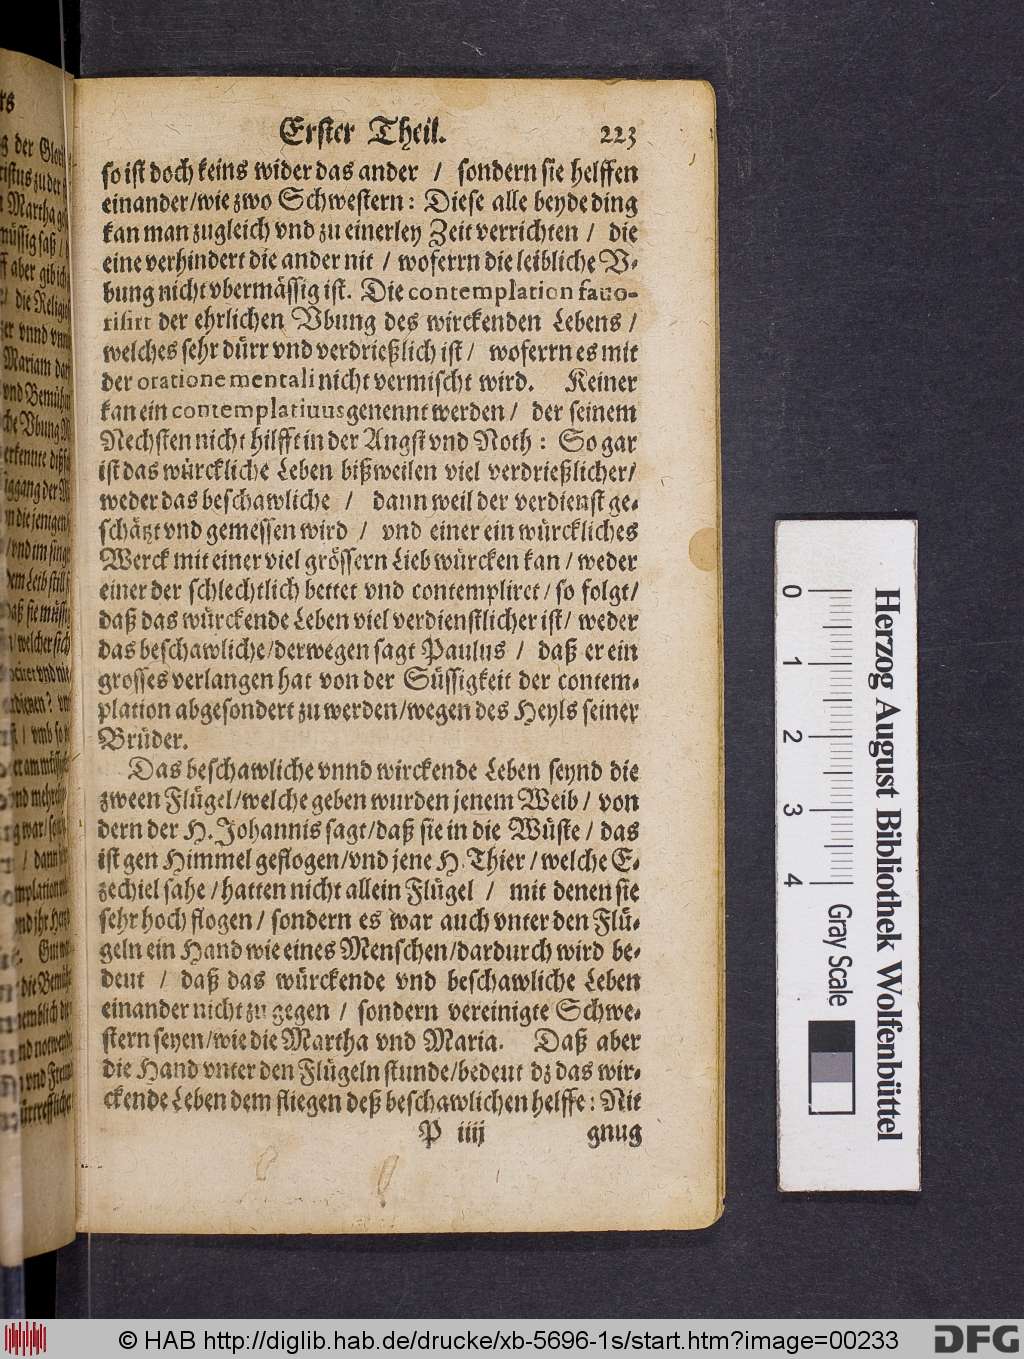 Erster Theil. 223
so ist doch keins wider das ander / sondern sie helffen
einander/wie zwo Schwestern: Diese alle beyde ding
kan man zugleich vnd zu einerley Zeit verrichten / die
eine verhindert die ander nit / woferrn die leibliche V-
bung nicht vbermässig ist. Die contemplation fauo-
risirt der ehrlichen Vbung des wirckenden Lebens /
welches sehr dürr vnd verdrießlich ist / woferrn es mit
der oratione mentali nicht vermischt wird. Keiner
kan ein contemplatiuus genennt werden / der seinem
Nechsten nicht hilfft in der Angst vnd Noth: So gar
ist das würckliche Leben bißweilen viel verdrießlicher/
weder das beschawliche / dann weil der verdienst ge-
schätzt vnd gemessen wird / vnd einer ein würckliches
Werck mit einer viel grössern Lieb würcken kan / weder
einer der schlechtlich bettet vnd contempliret / so folgt/
daß das würckende Leben viel verdienstlicher ist/ weder
das beschawliche/derwegen sagt Paulus / daß er ein
grosses verlangen hat von der Süssigkeit der contem-
plation abgesondert zu werden/wegen des Heyls seiner
Brüder.
Das beschawliche vnnd wirckende Leben seynd die
zween Flügel/welche geben wurden jenem Weib / von
dern der H. Johannis sagt/daß sie in die Wüste / das
ist gen Himmel geflogen/vnd jene H. Thier / welche E-
zechiel sahe / hatten nicht allein Flügel / mit denen sie
sehr hoch flogen / sondern es war auch vnter den Flü-
geln ein Hand wie eines Menschen/dardurch wird be-
deut / daß das würckende vnd beschawliche Leben
einander nicht zu gegen / sondern vereinigte Schwe-
stern seyen/wie die Martha vnd Maria. Daß aber
die Hand vnter den Flügeln stunde/bedeut dz das wir-
ckende Leben dem fliegen deß beschawlichen helffe: Nit
P iiij gnug
Herzog August Bibliothek Wolfenbüttel
0 1 2 3 4 Gray Scale
© HAB http://diglib.hab.de/drucke/xb-5696-1s/start.htm?image=00233
DFG